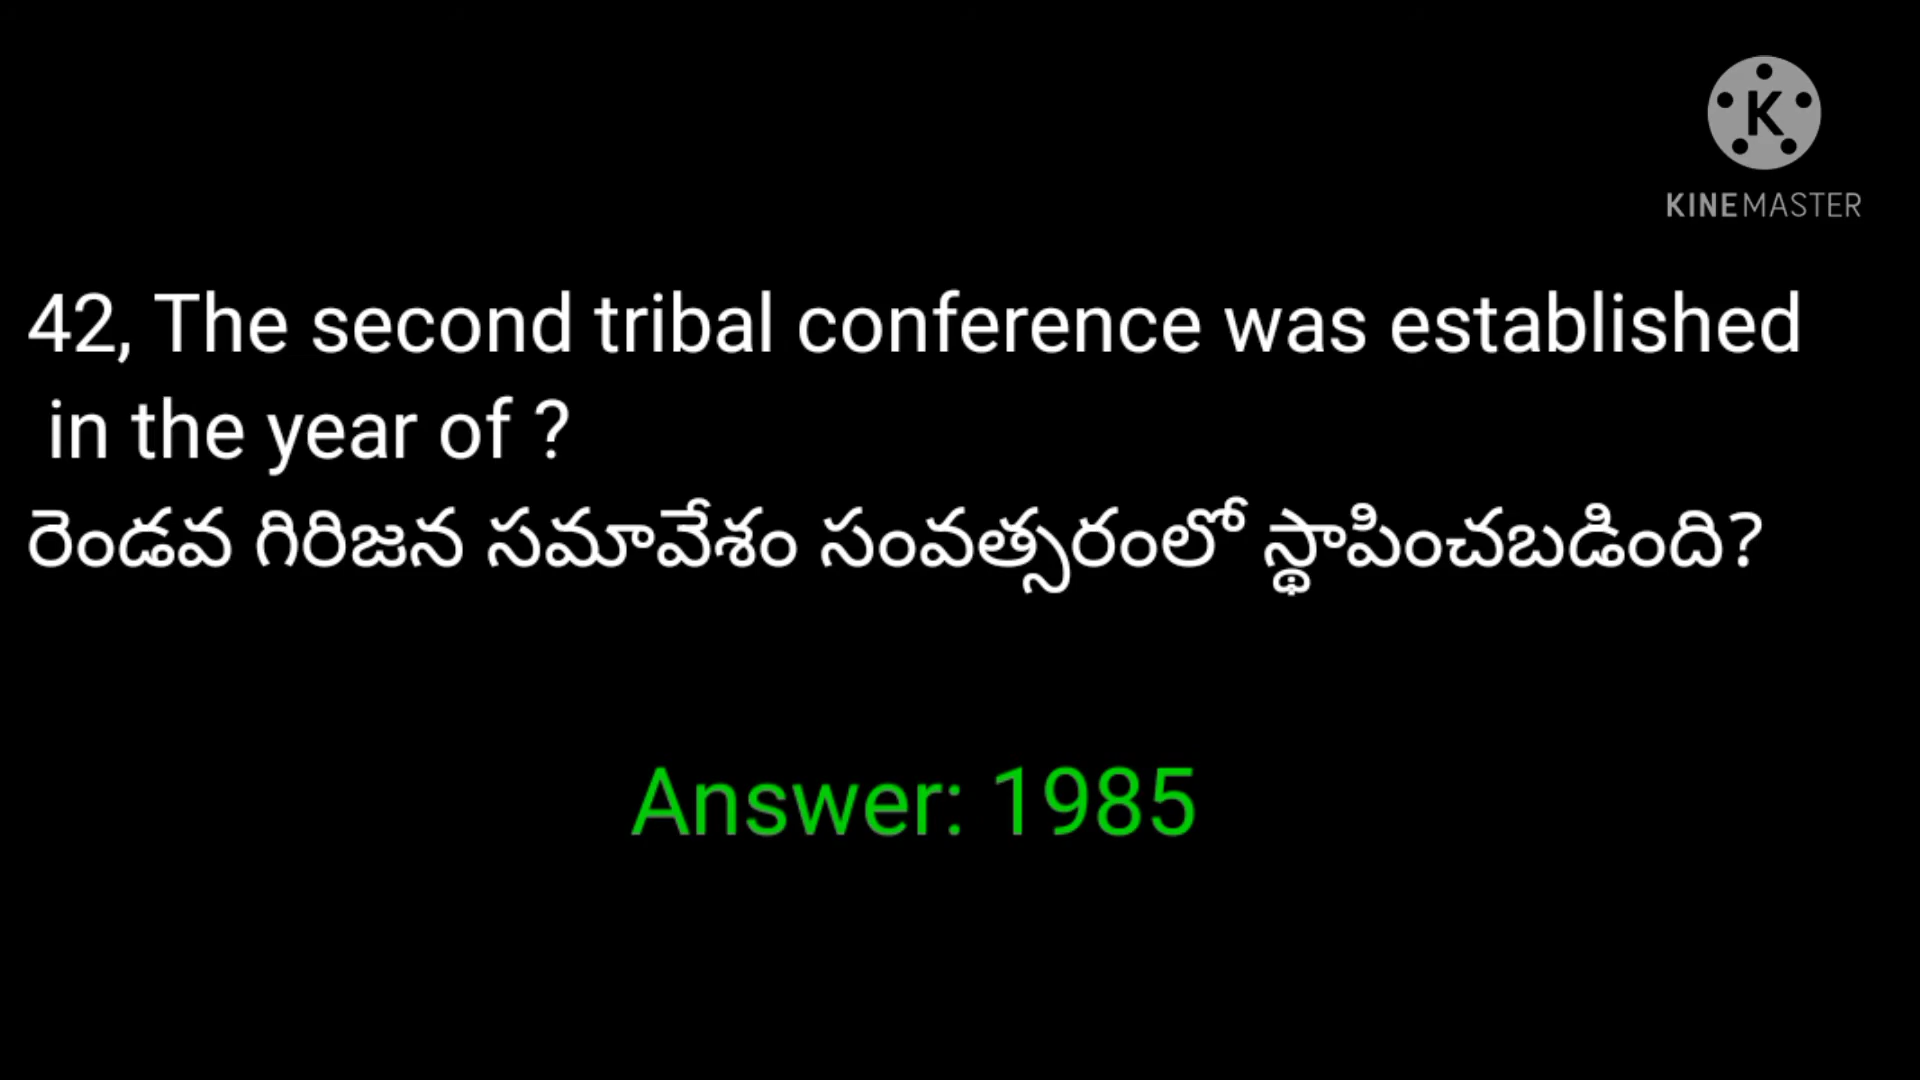 K
KINEMASTER
42, The second tribal conference was established
in the year of ?
రెండవ గిరిజన సమావేశం సంవత్సరంలో స్థాపించబడింది?
Answer: 1985